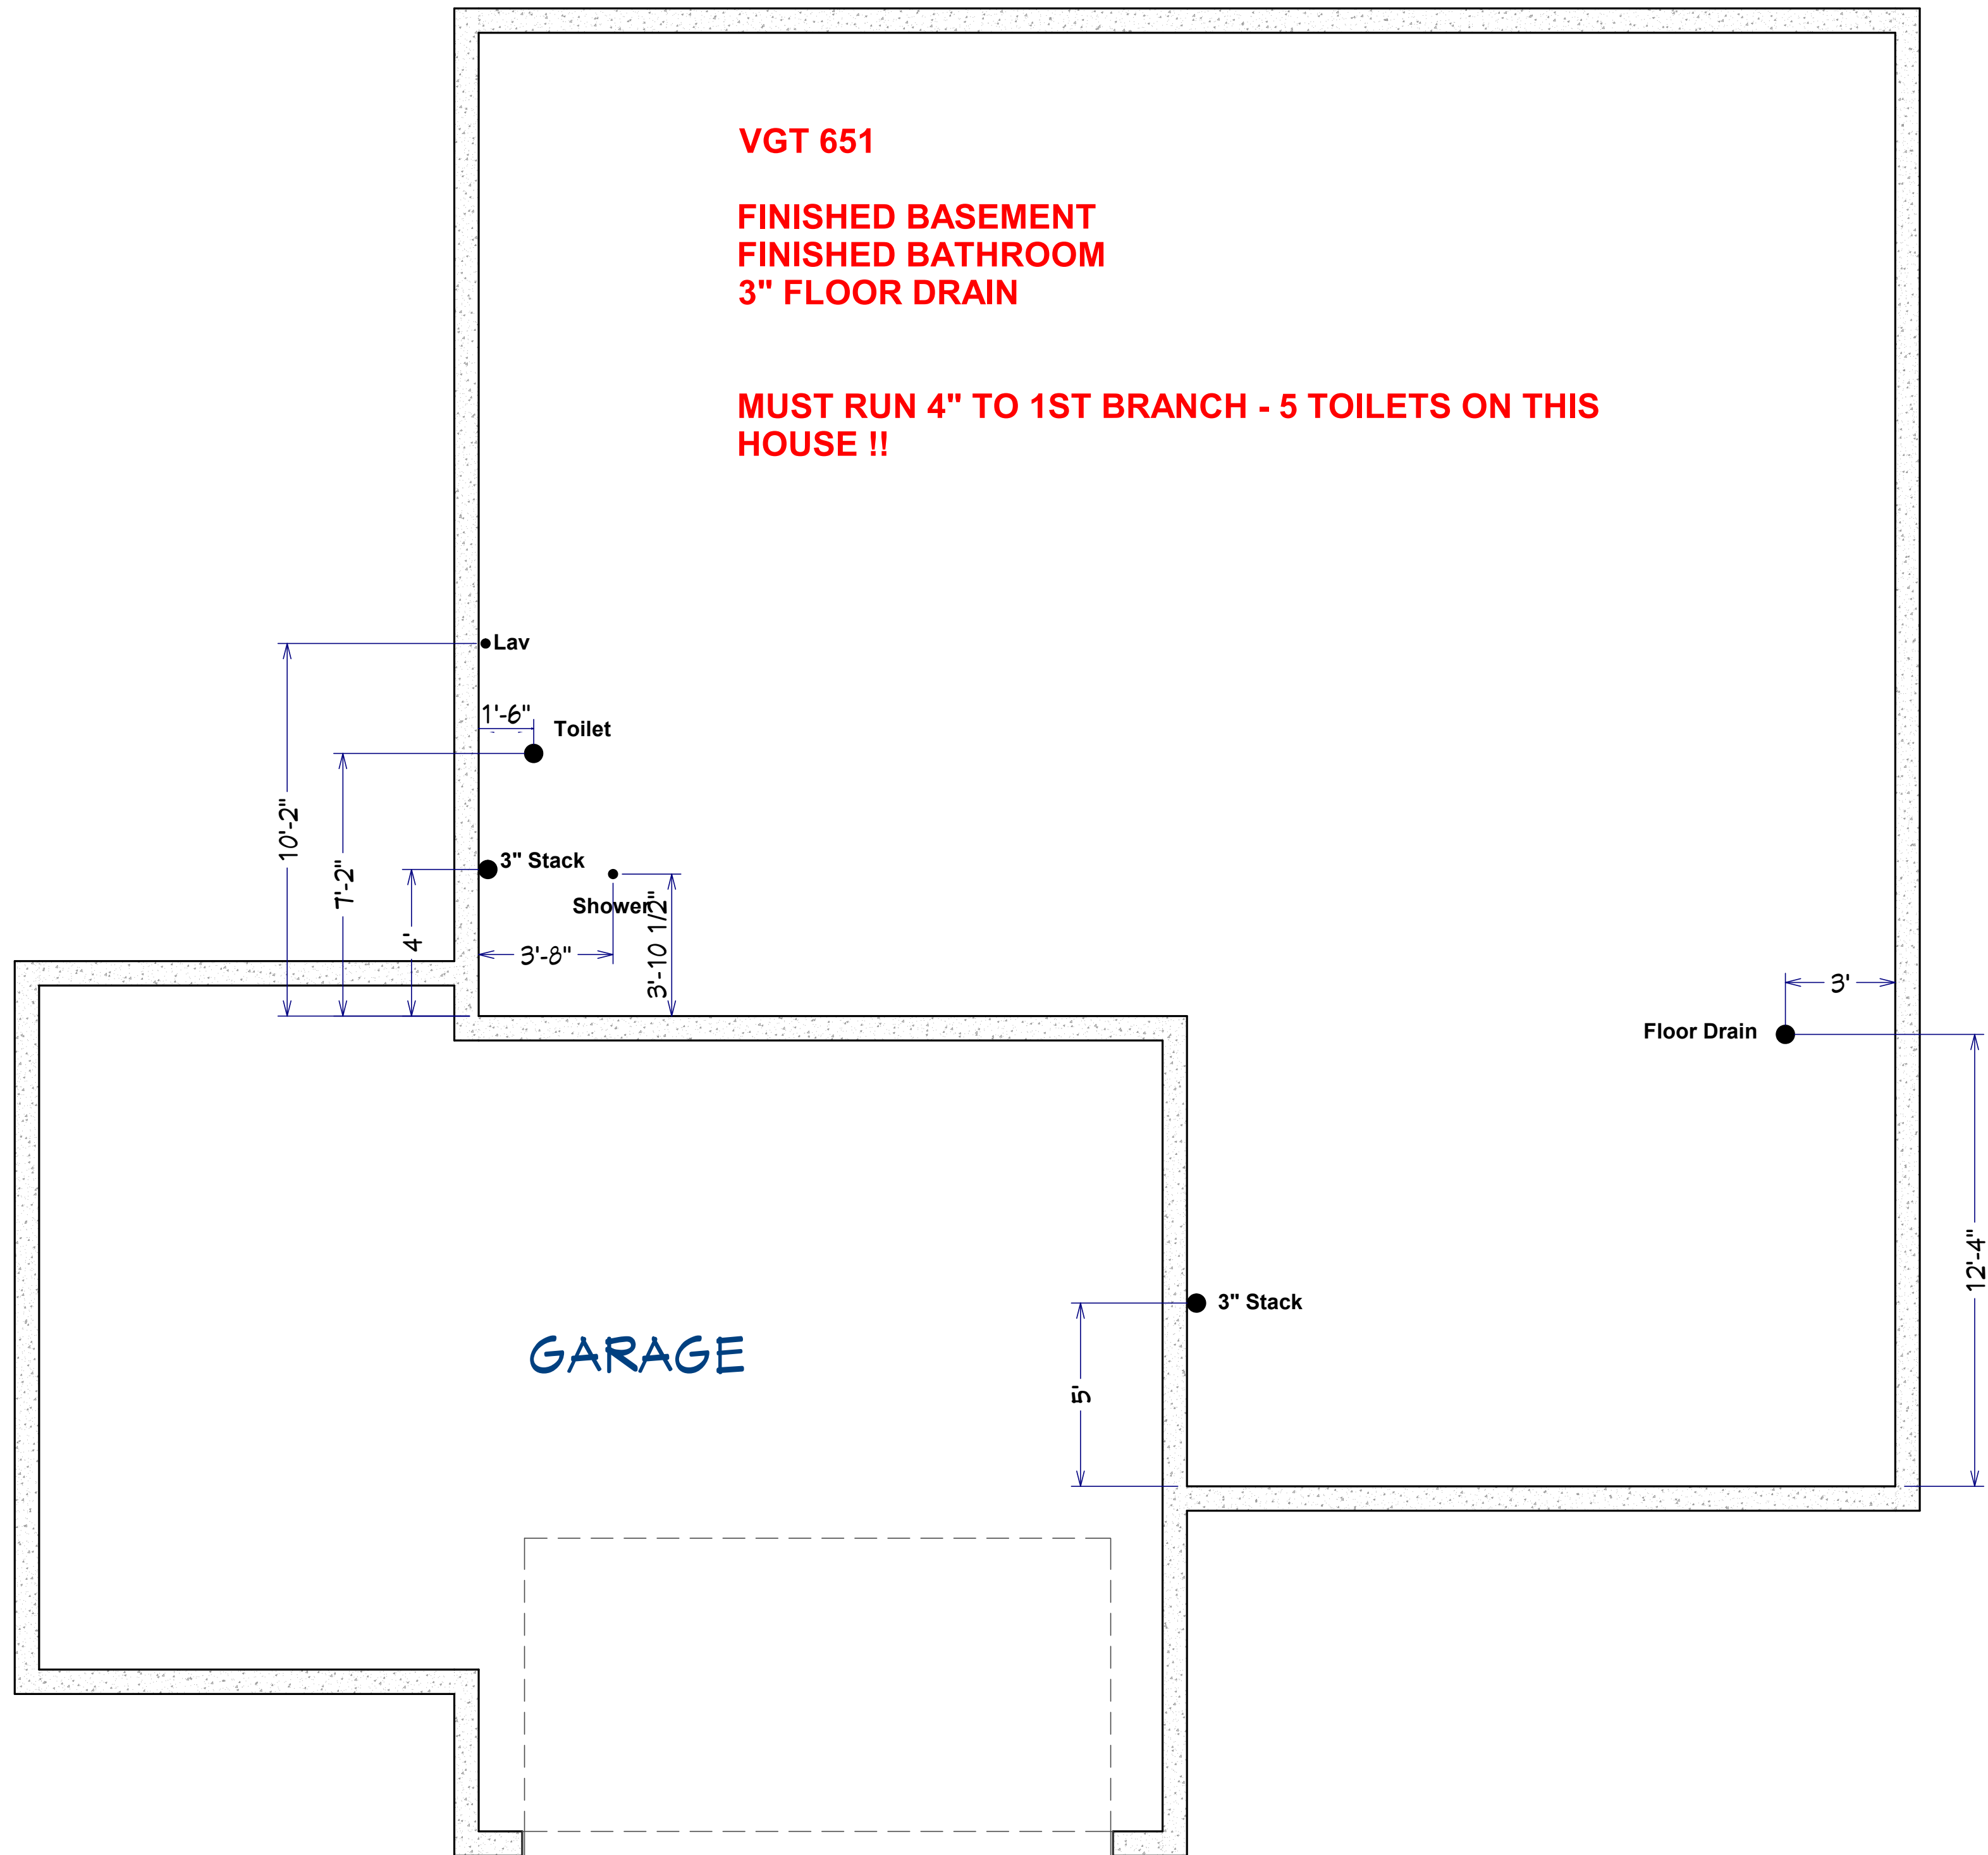 VGT 651
FINISHED BASEMENT
FINISHED BATHROOM
3" FLOOR DRAIN
MUST RUN 4" TO 1ST BRANCH - 5 TOILETS ON THIS
HOUSE !!
Lav
1'-6"
Toilet
10'-2"
7'-2"
3" Stack
4'
Shower
3'-8"
3'-10 1/2"
3'
Floor Drain
12'-4"
3" Stack
5'
GARAGE